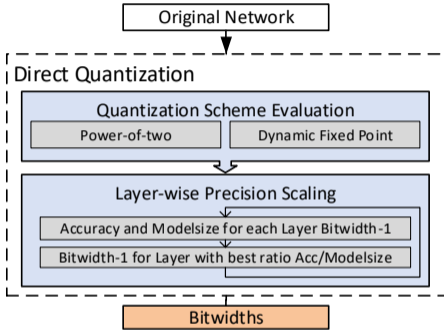 Original Network
Direct Quantization
Quantization Scheme Evaluation
Power-of-two
Dynamic Fixed Point
Layer-wise Precision Scaling
Accuracy and Modelsize for each Layer Bitwidth-1
Bitwidth-1 for Layer with best ratio Acc/Modelsize
Bitwidths